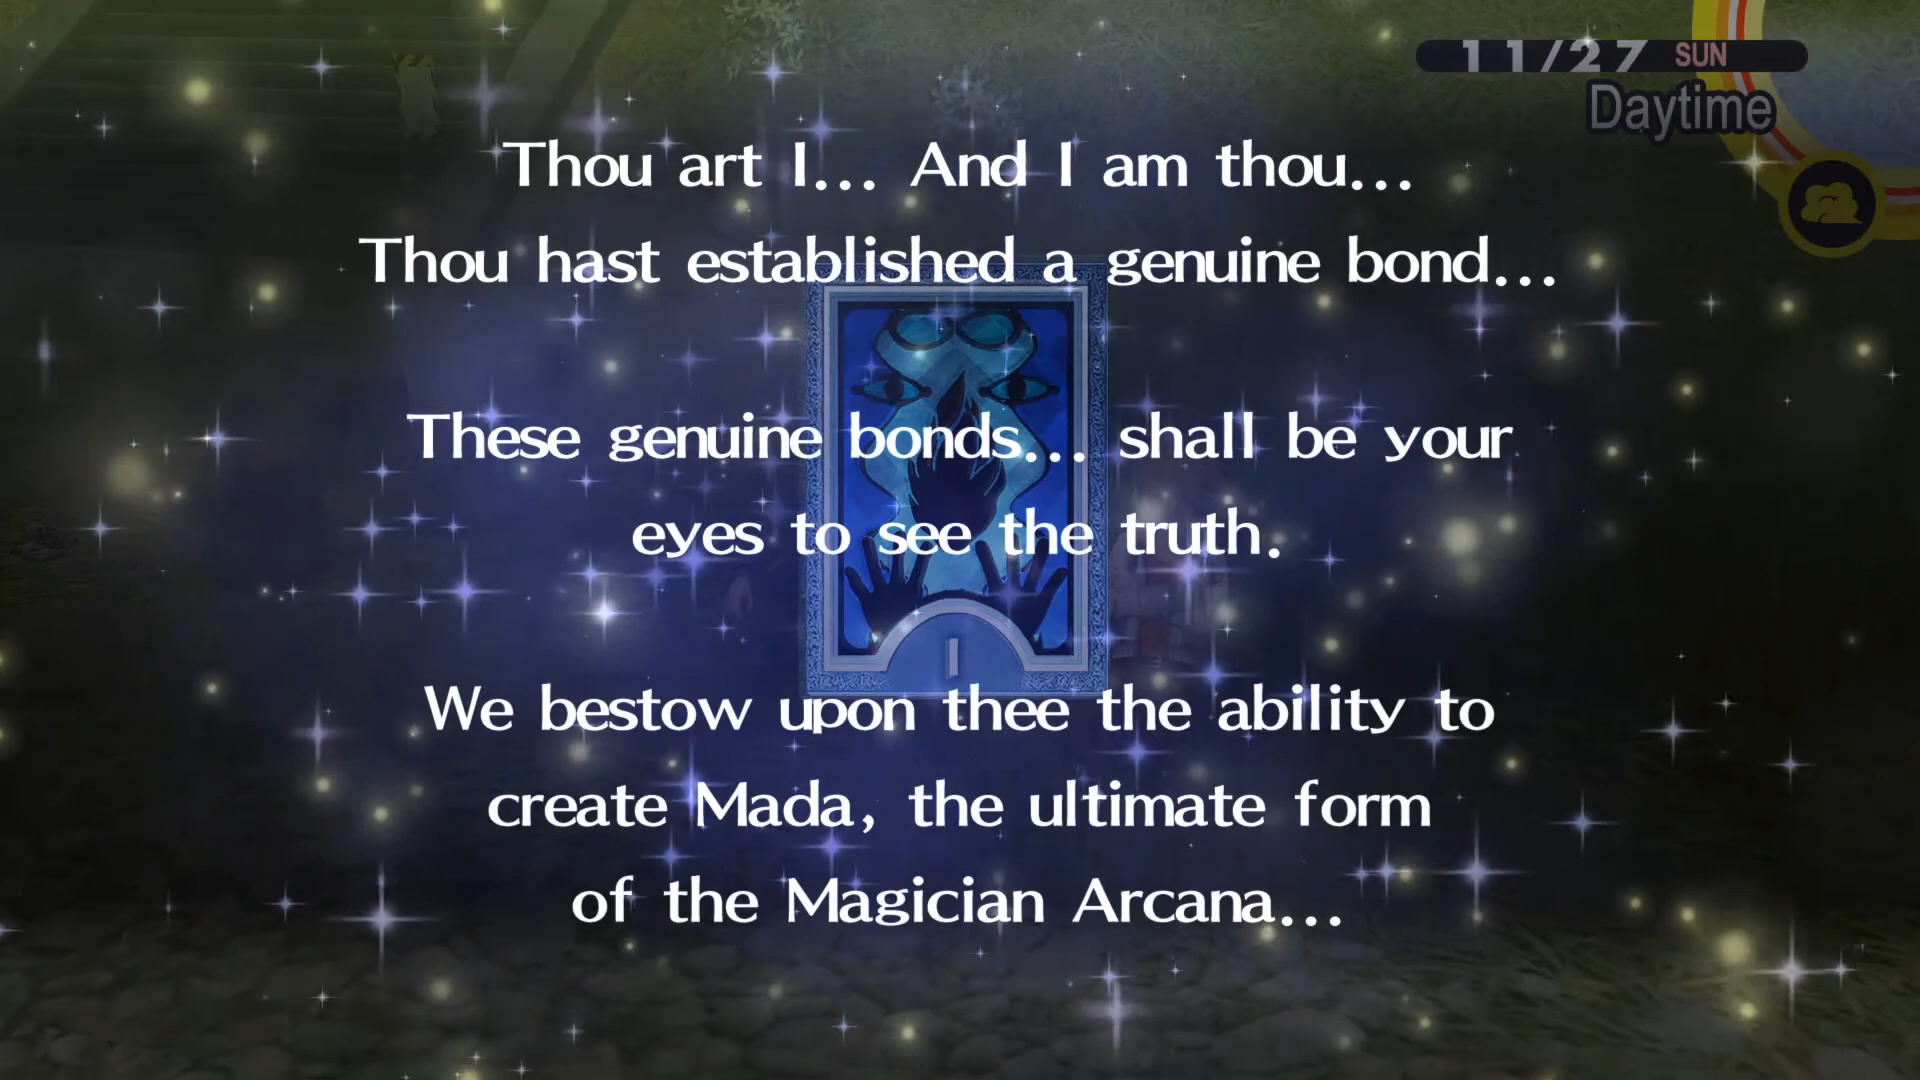 11/27 SUN
Daytime
Thou art I... And I am thou...
Thou hast established a genuine bond...
These genuine bonds... shall be your
eyes to see the truth.
I
We bestow upon thee the ability to
create Mada, the ultimate form
of the Magician Arcana...